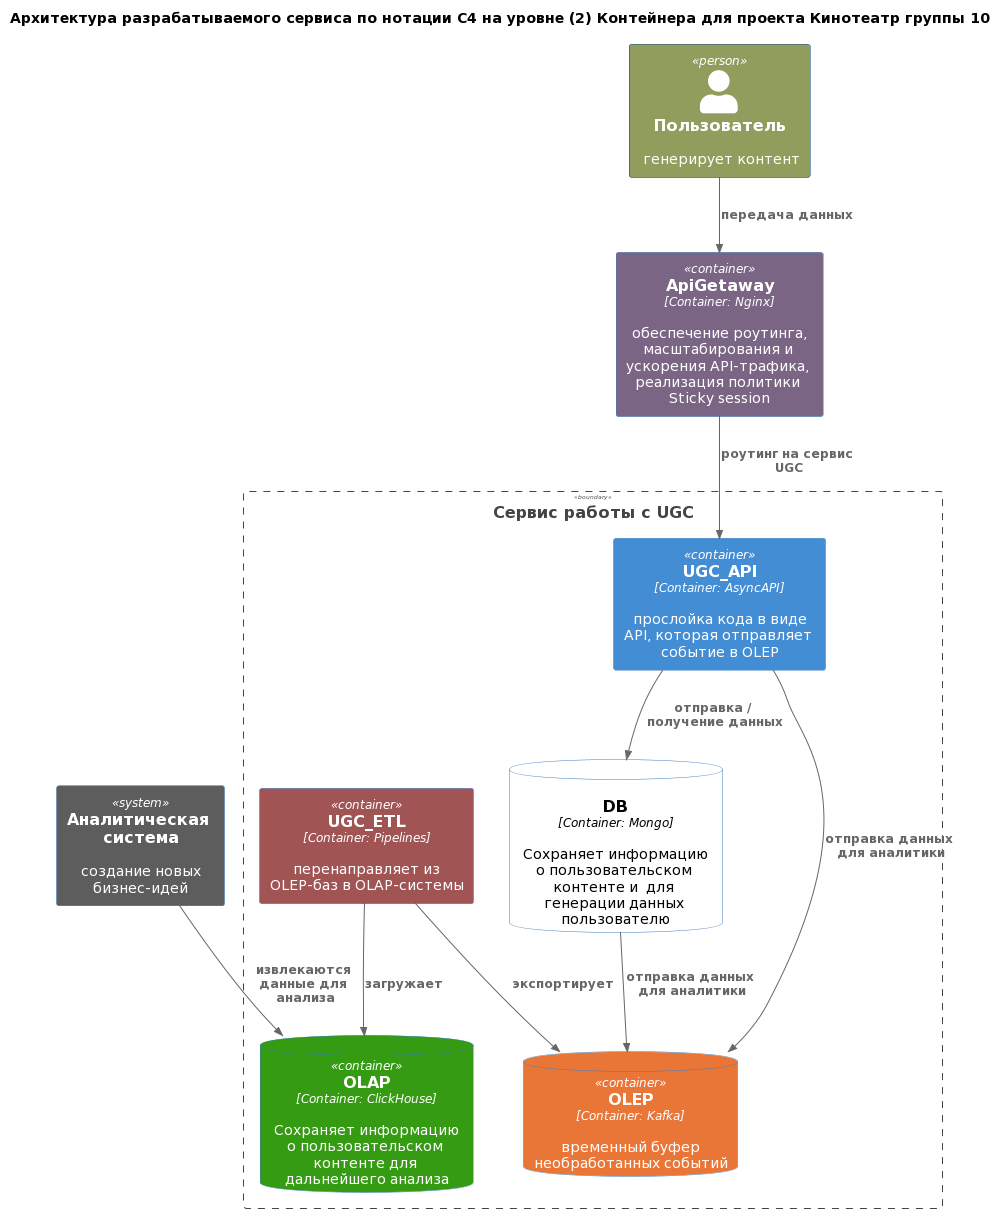 Архитектура разрабатываемого сервиса по нотации С4 на уровне (2) Контейнера для проекта Кинотеатр группы 10
«person»
Пользователь
генерирует контент
передача данных
«container»
ApiGetaway
[Container: Nginx]
обеспечение роутинга,
масштабирования и
ускорения API-трафика,
реализация политики
Sticky session
роутинг на сервис
UGC
«boundary»
Сервис работы с UGC
«container»
UGC_API
[Container: AsyncAPI]
прослойка кода в виде
API, которая отправляет
событие в OLEP
отправка /
получение данных
отправка данных
для аналитики
«system»
Аналитическая
система
создание новых
бизнес-идей
«container»
UGC_ETL
[Container: Pipelines]
перенаправляет из
OLEP-баз в OLAP-системы
DB
[Container: Mongo]
Сохраняет информацию
о пользовательском
контенте и  для
генерации данных
пользователю
извлекаются
данные для
анализа
загружает
экспортирует
отправка данных
для аналитики
«container»
OLAP
[Container: ClickHouse]
Сохраняет информацию
о пользовательском
контенте для
дальнейшего анализа
«container»
OLEP
[Container: Kafka]
временный буфер
необработанных событий